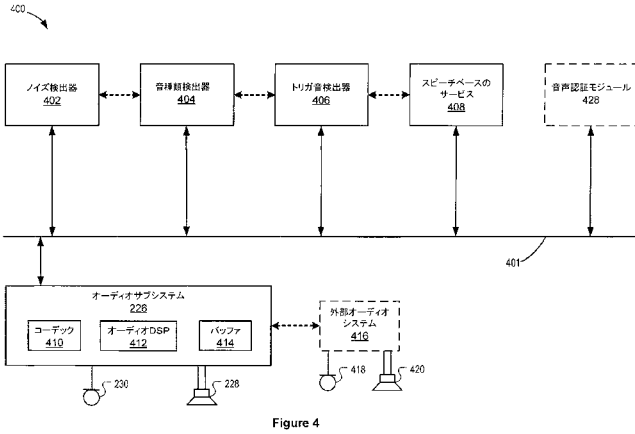 400
ノイズ検出器
402
音種類検出器
404
トリガ音検出器
406
スピーチベースの
サービス
408
音声認証モジュール
428
401
オーディオサブシステム
226
コーデック
410
オーディオDSP
412
バッファ
414
外部オーディオ
システム
416
230
228
418
420
Figure 4